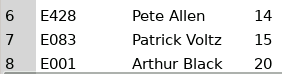 6 E428 Pete Allen 14
7 E083 Patrick Voltz 15
8 E001 Arthur Black 20